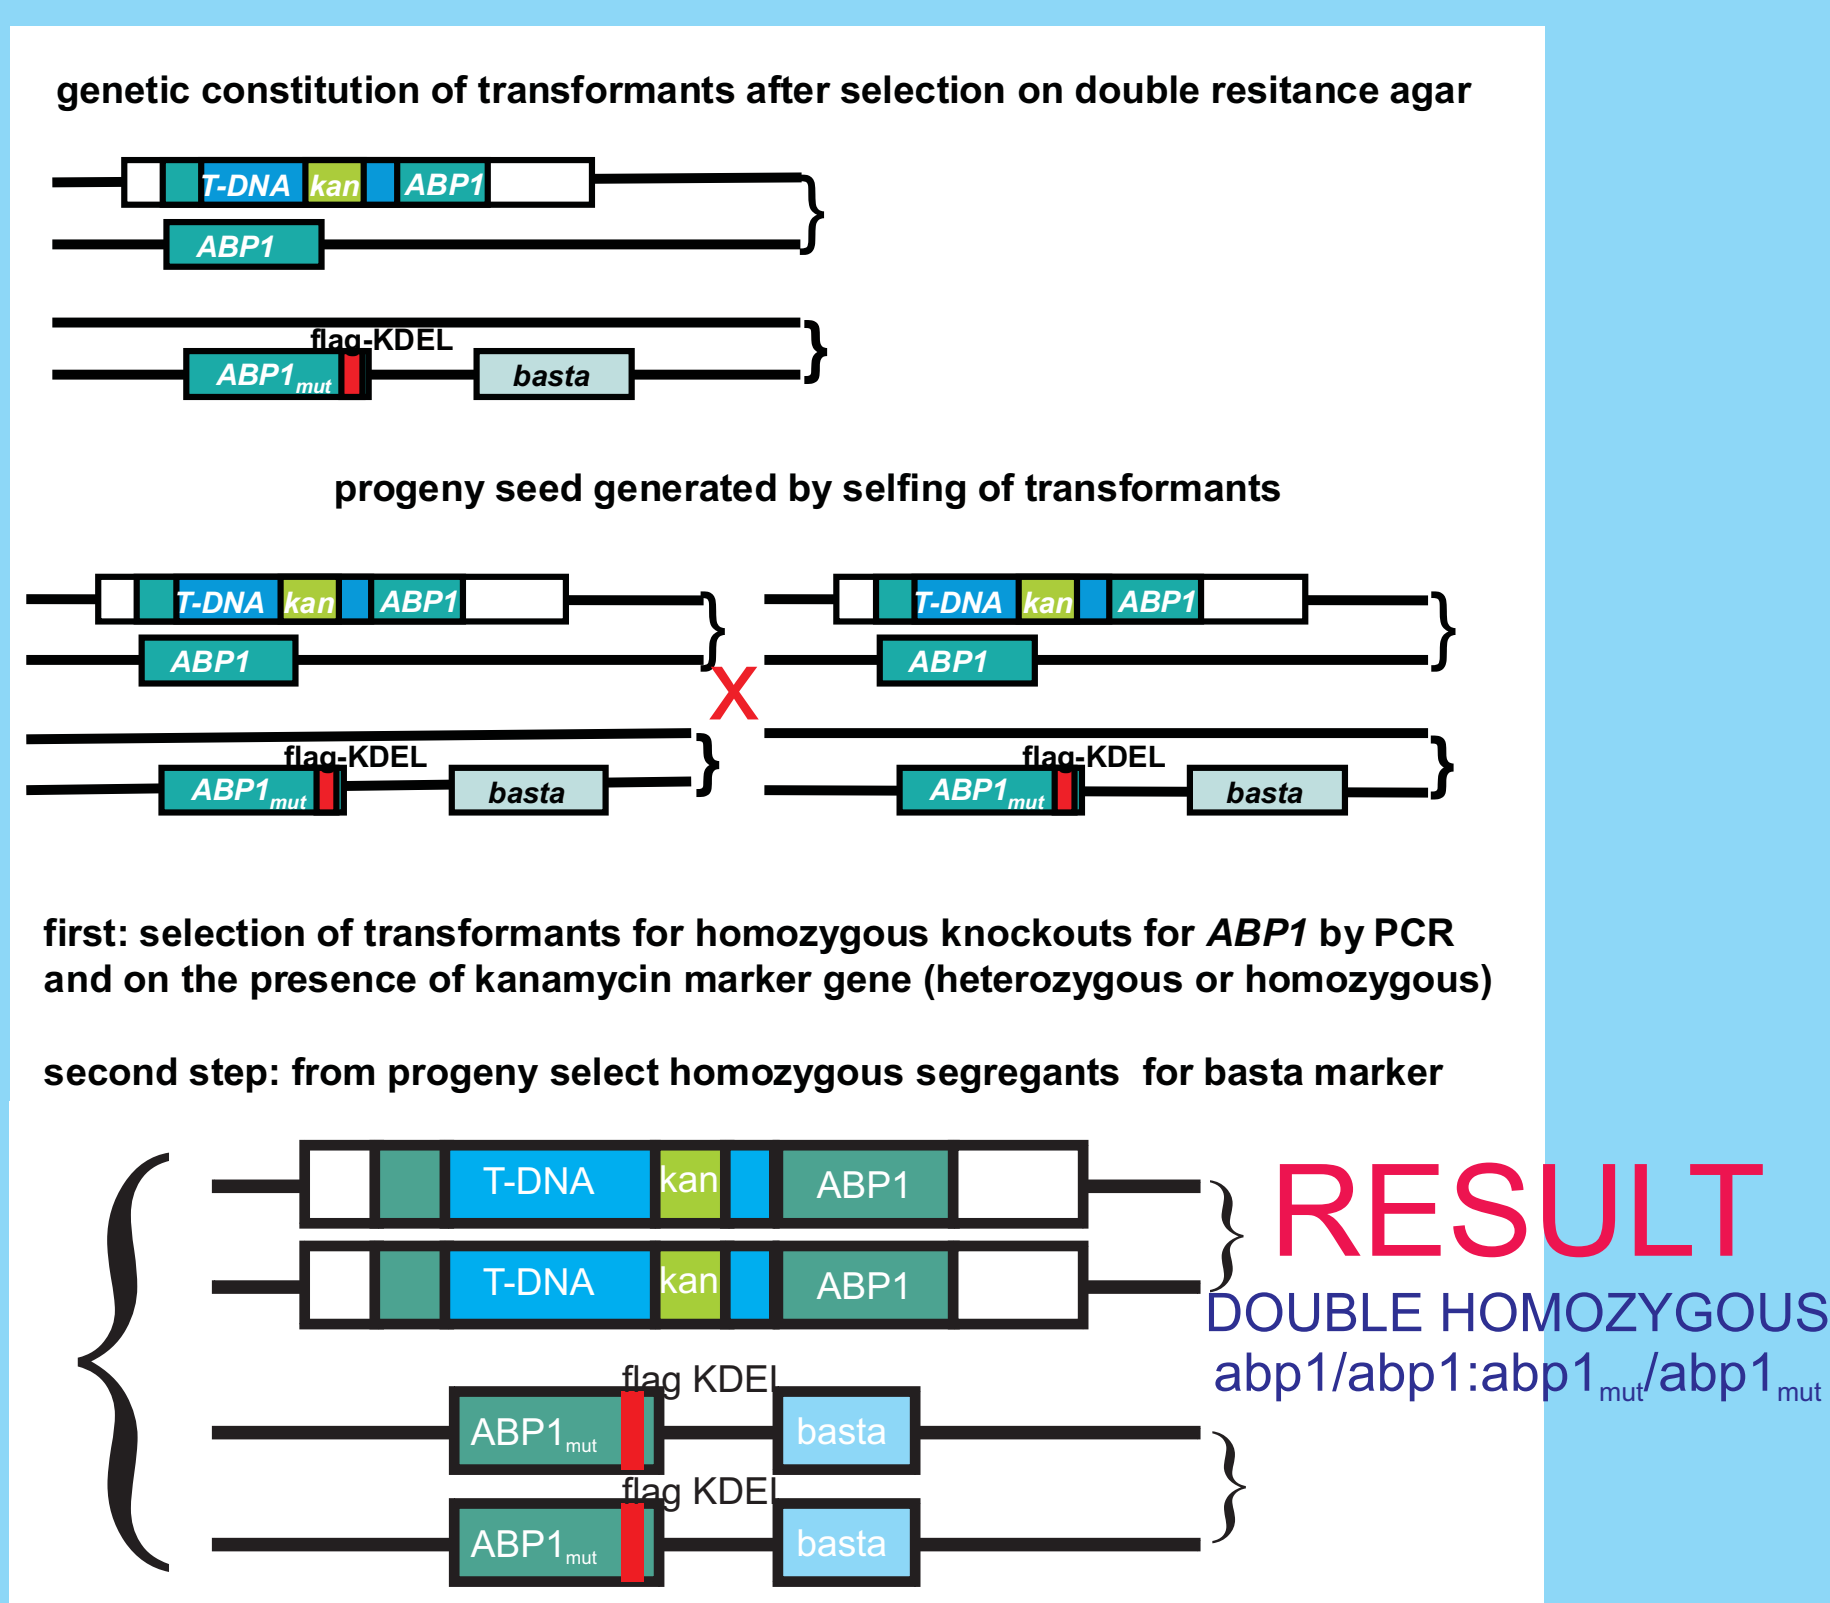 genetic constitution of transformants after selection on double resitance agar
T-DNA kan ABP1
ABP1
flag-KDEL
ABP1mut basta
progeny seed generated by selfing of transformants
T-DNA kan ABP1 T-DNA kan ABP1
ABP1 ABP1
X
flag-KDEL flag-KDEL
ABP1mut basta ABP1mut basta
first: selection of transformants for homozygous knockouts for ABP1 by PCR
and on the presence of kanamycin marker gene (heterozygous or homozygous)
second step: from progeny select homozygous segregants for basta marker
T-DNA kan ABP1
RESULT
T-DNA kan ABP1
DOUBLE HOMOZYGOUS
abp1/abp1:abp1mut/abp1mut
flag KDEL
ABP1mut basta
flag KDEL
ABP1mut basta